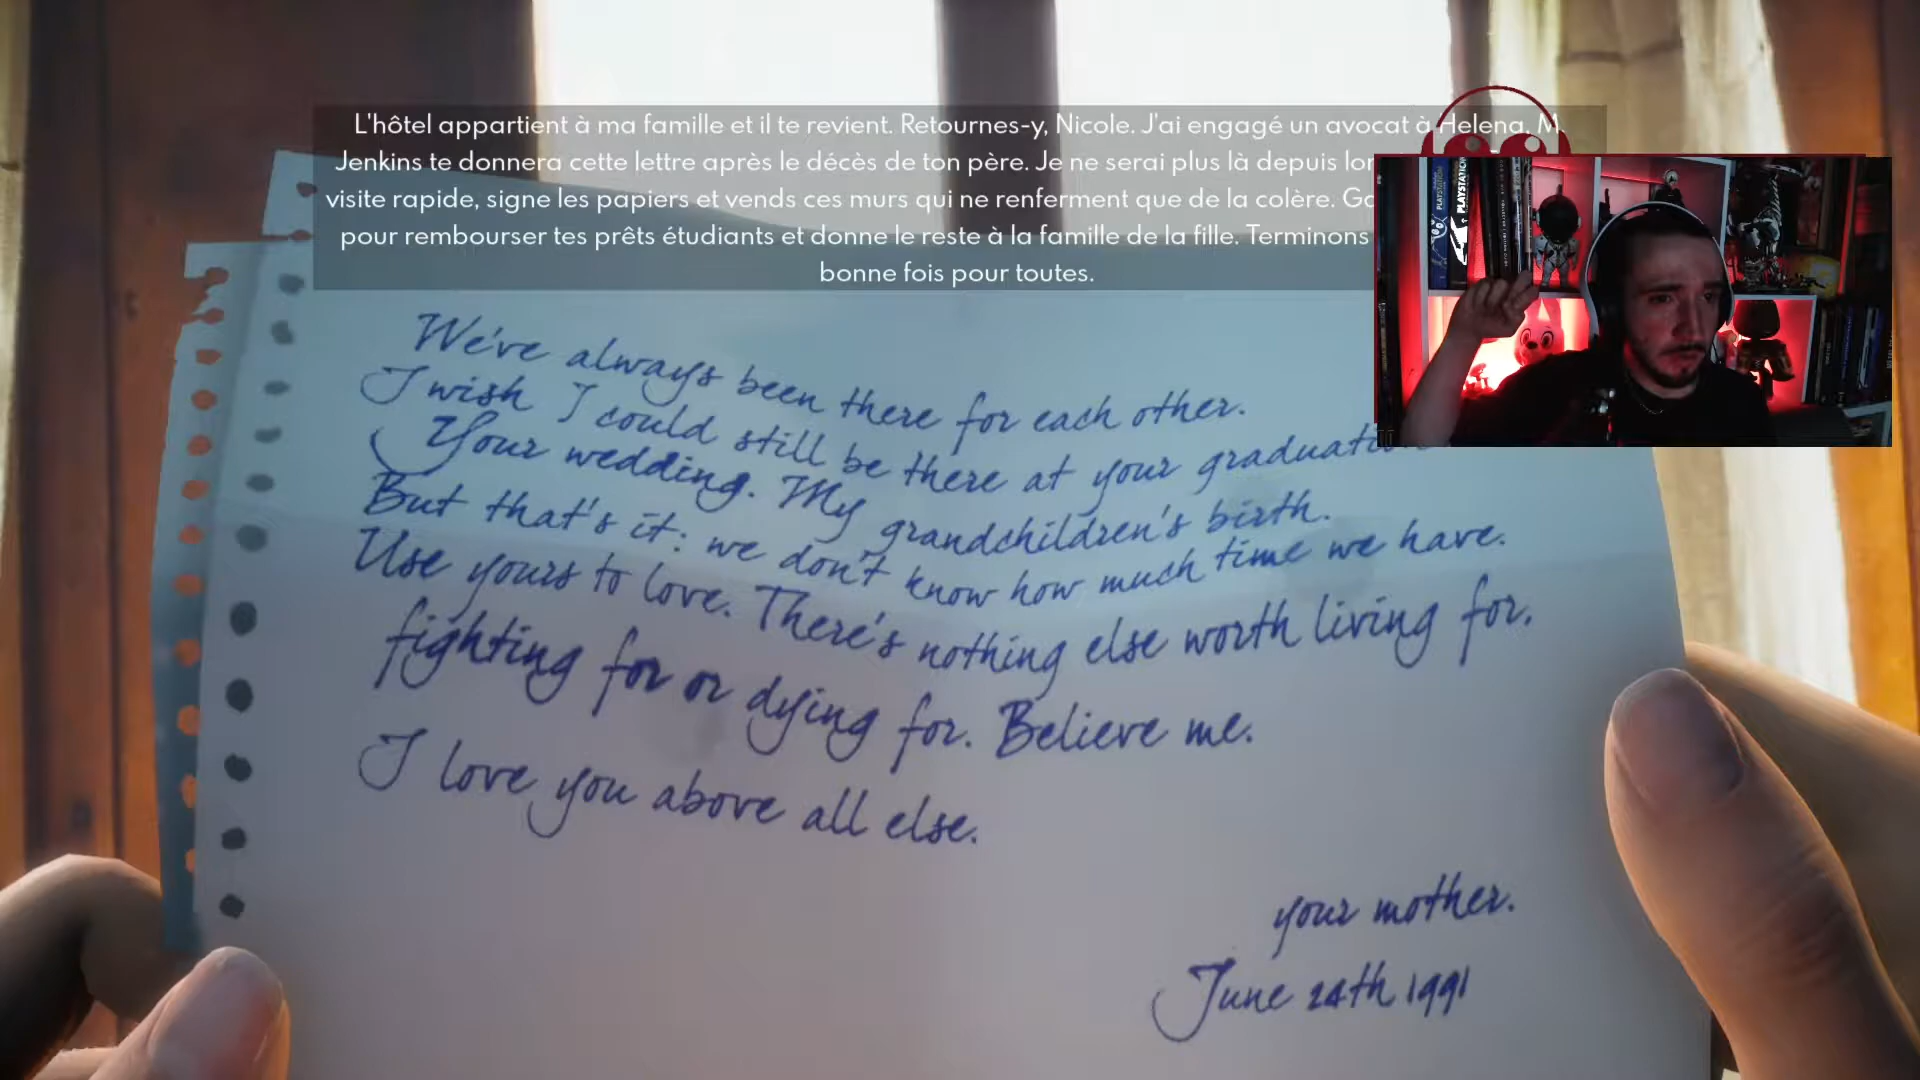 L'hôtel appartient à ma famille et il te revient. Retournes-y, Nicole. J'ai engagé un avocat à Helena. M.
Jenkins te donnera cette lettre après le décès de ton père. Je ne serai plus là depuis
visite rapide, signe les papiers et vends ces murs qui ne renferment que de la colère.
pour rembourser tes prêts étudiants et donne le reste à la famille de la fille. Terminons
bonne fois pour toutes.
We've always been there for each other.
I wish I could still be there at your
Your wedding. My grandchildren's birth.
But that's it: we don't know how much time we have.
Use yours to love. There's nothing else worth living for,
fighting for or dying for. Believe me.
I love you above all else.
your mother.
June 24th 1991
PLAYSTATION
PLAYSTATION